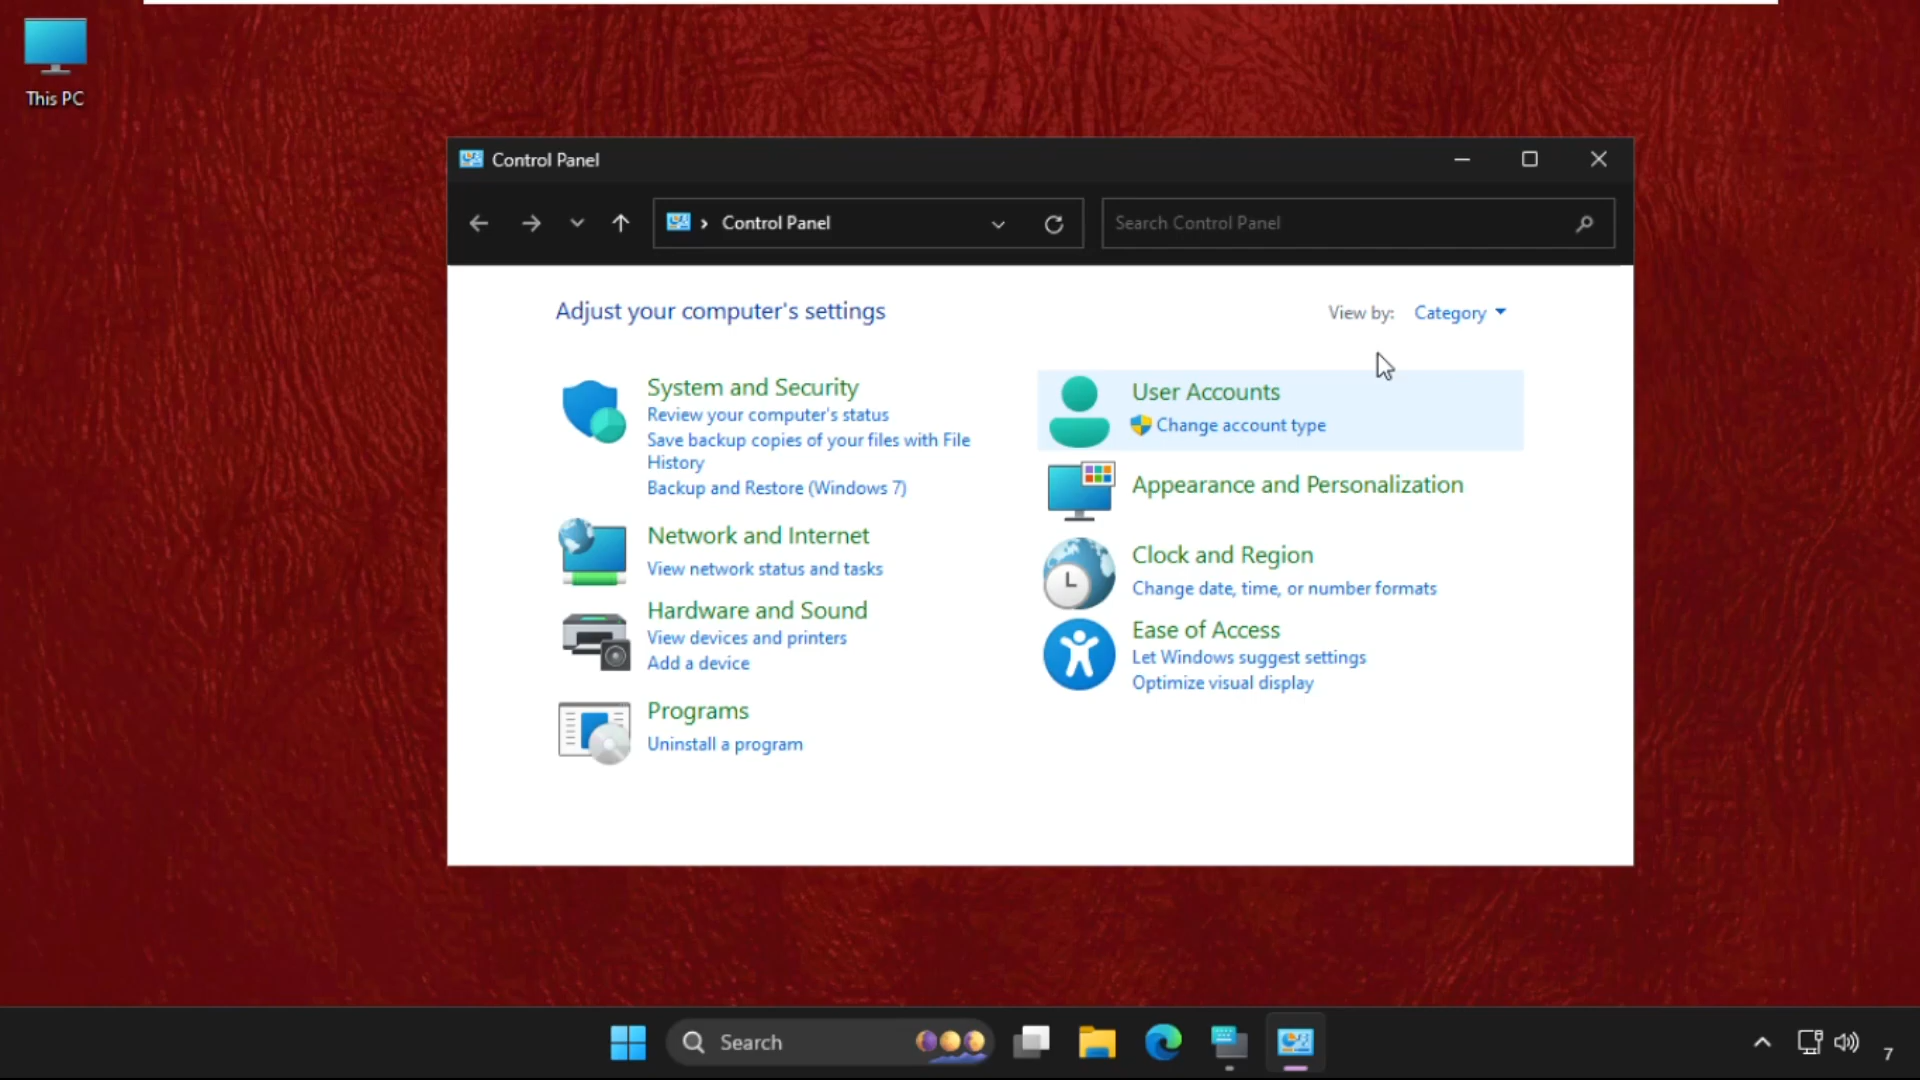 This PC
Control Panel
Control Panel
Search Control Panel
Adjust your computer's settings
View by: Category
System and Security
Review your computer's status
Save backup copies of your files with File
History
Backup and Restore (Windows 7)
Network and Internet
View network status and tasks
Hardware and Sound
View devices and printers
Add a device
Programs
Uninstall a program
User Accounts
Change account type
Appearance and Personalization
Clock and Region
Change date, time, or number formats
Ease of Access
Let Windows suggest settings
Optimize visual display
Search
7